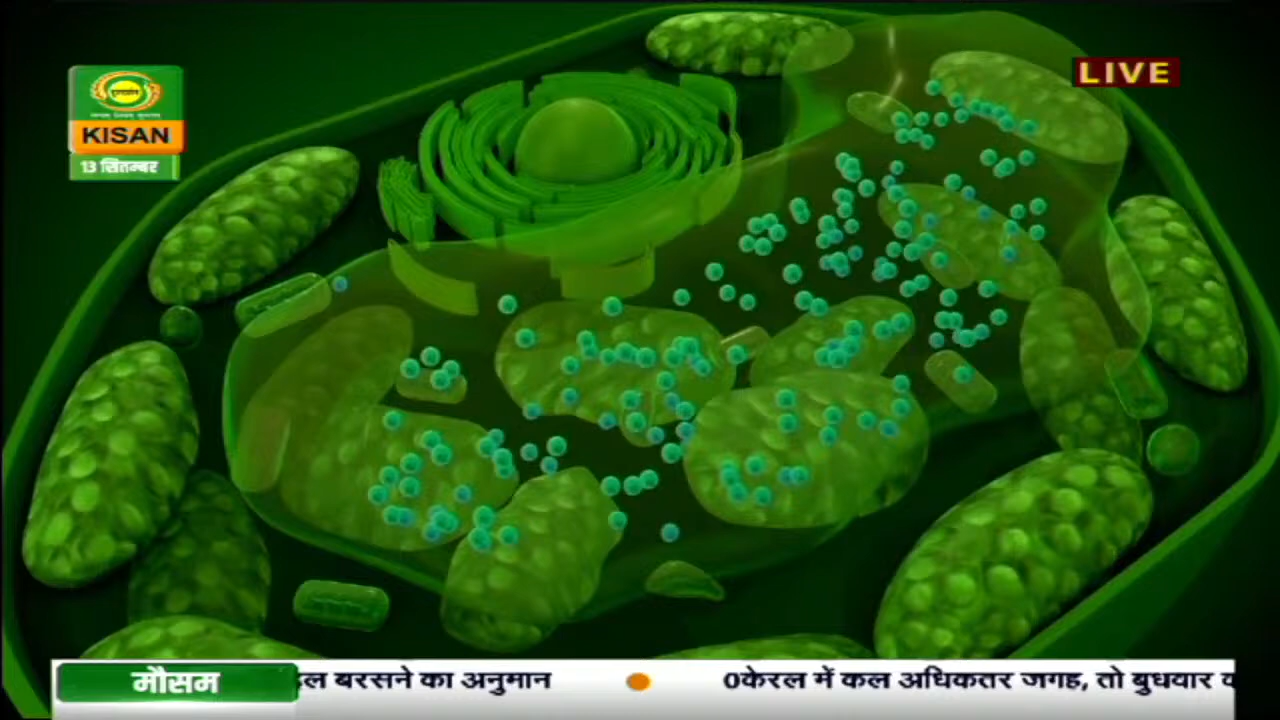 LIVE
KISAN
13 सितम्बर
मौसम
बरसने का अनुमान
0केरल में कल अधिकतर जगह, तो बुधवार